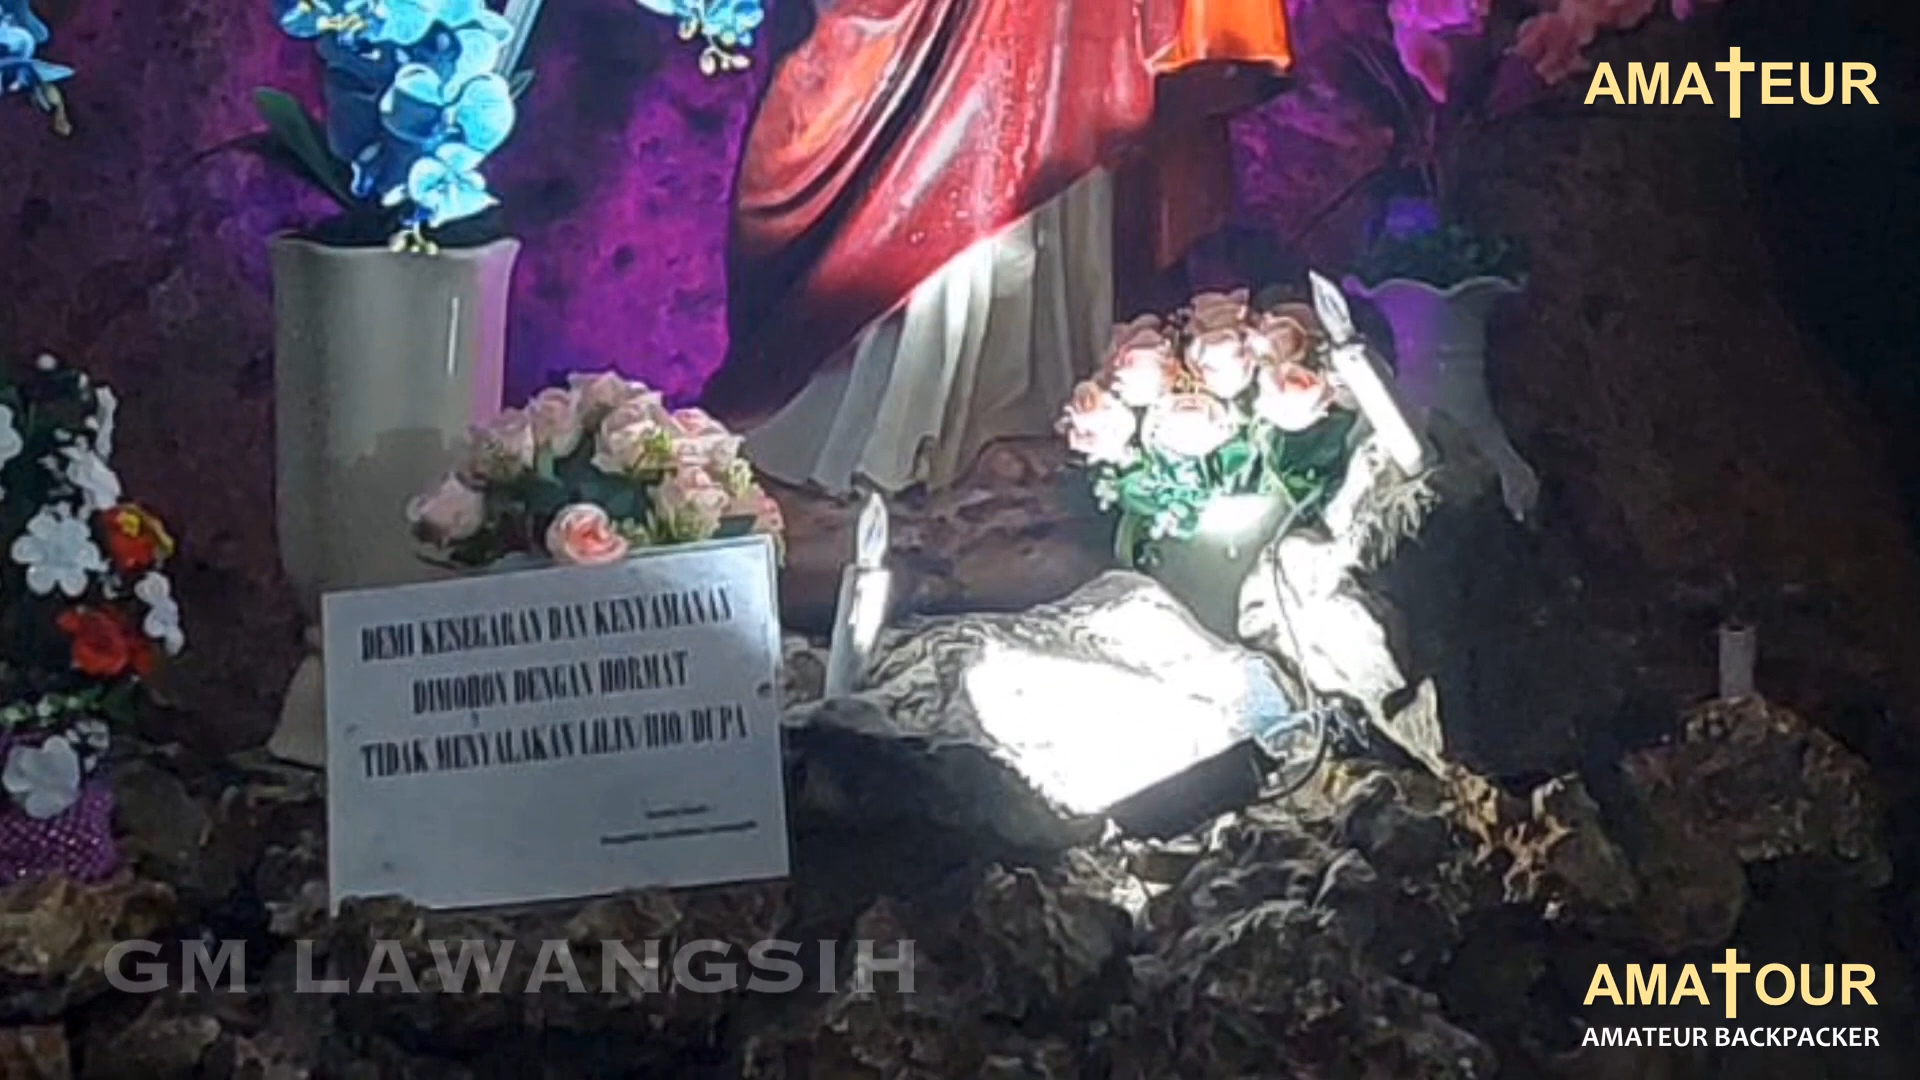 AMATEUR
DEMI KESEGARAN DAN KENYAMANAN
DIMOHON DENGAN HORMAT
TIDAK MENYALAKAN LILIN/HIO/DUPA
GM LAWANGSIH
AMATOUR
AMATEUR BACKPACKER